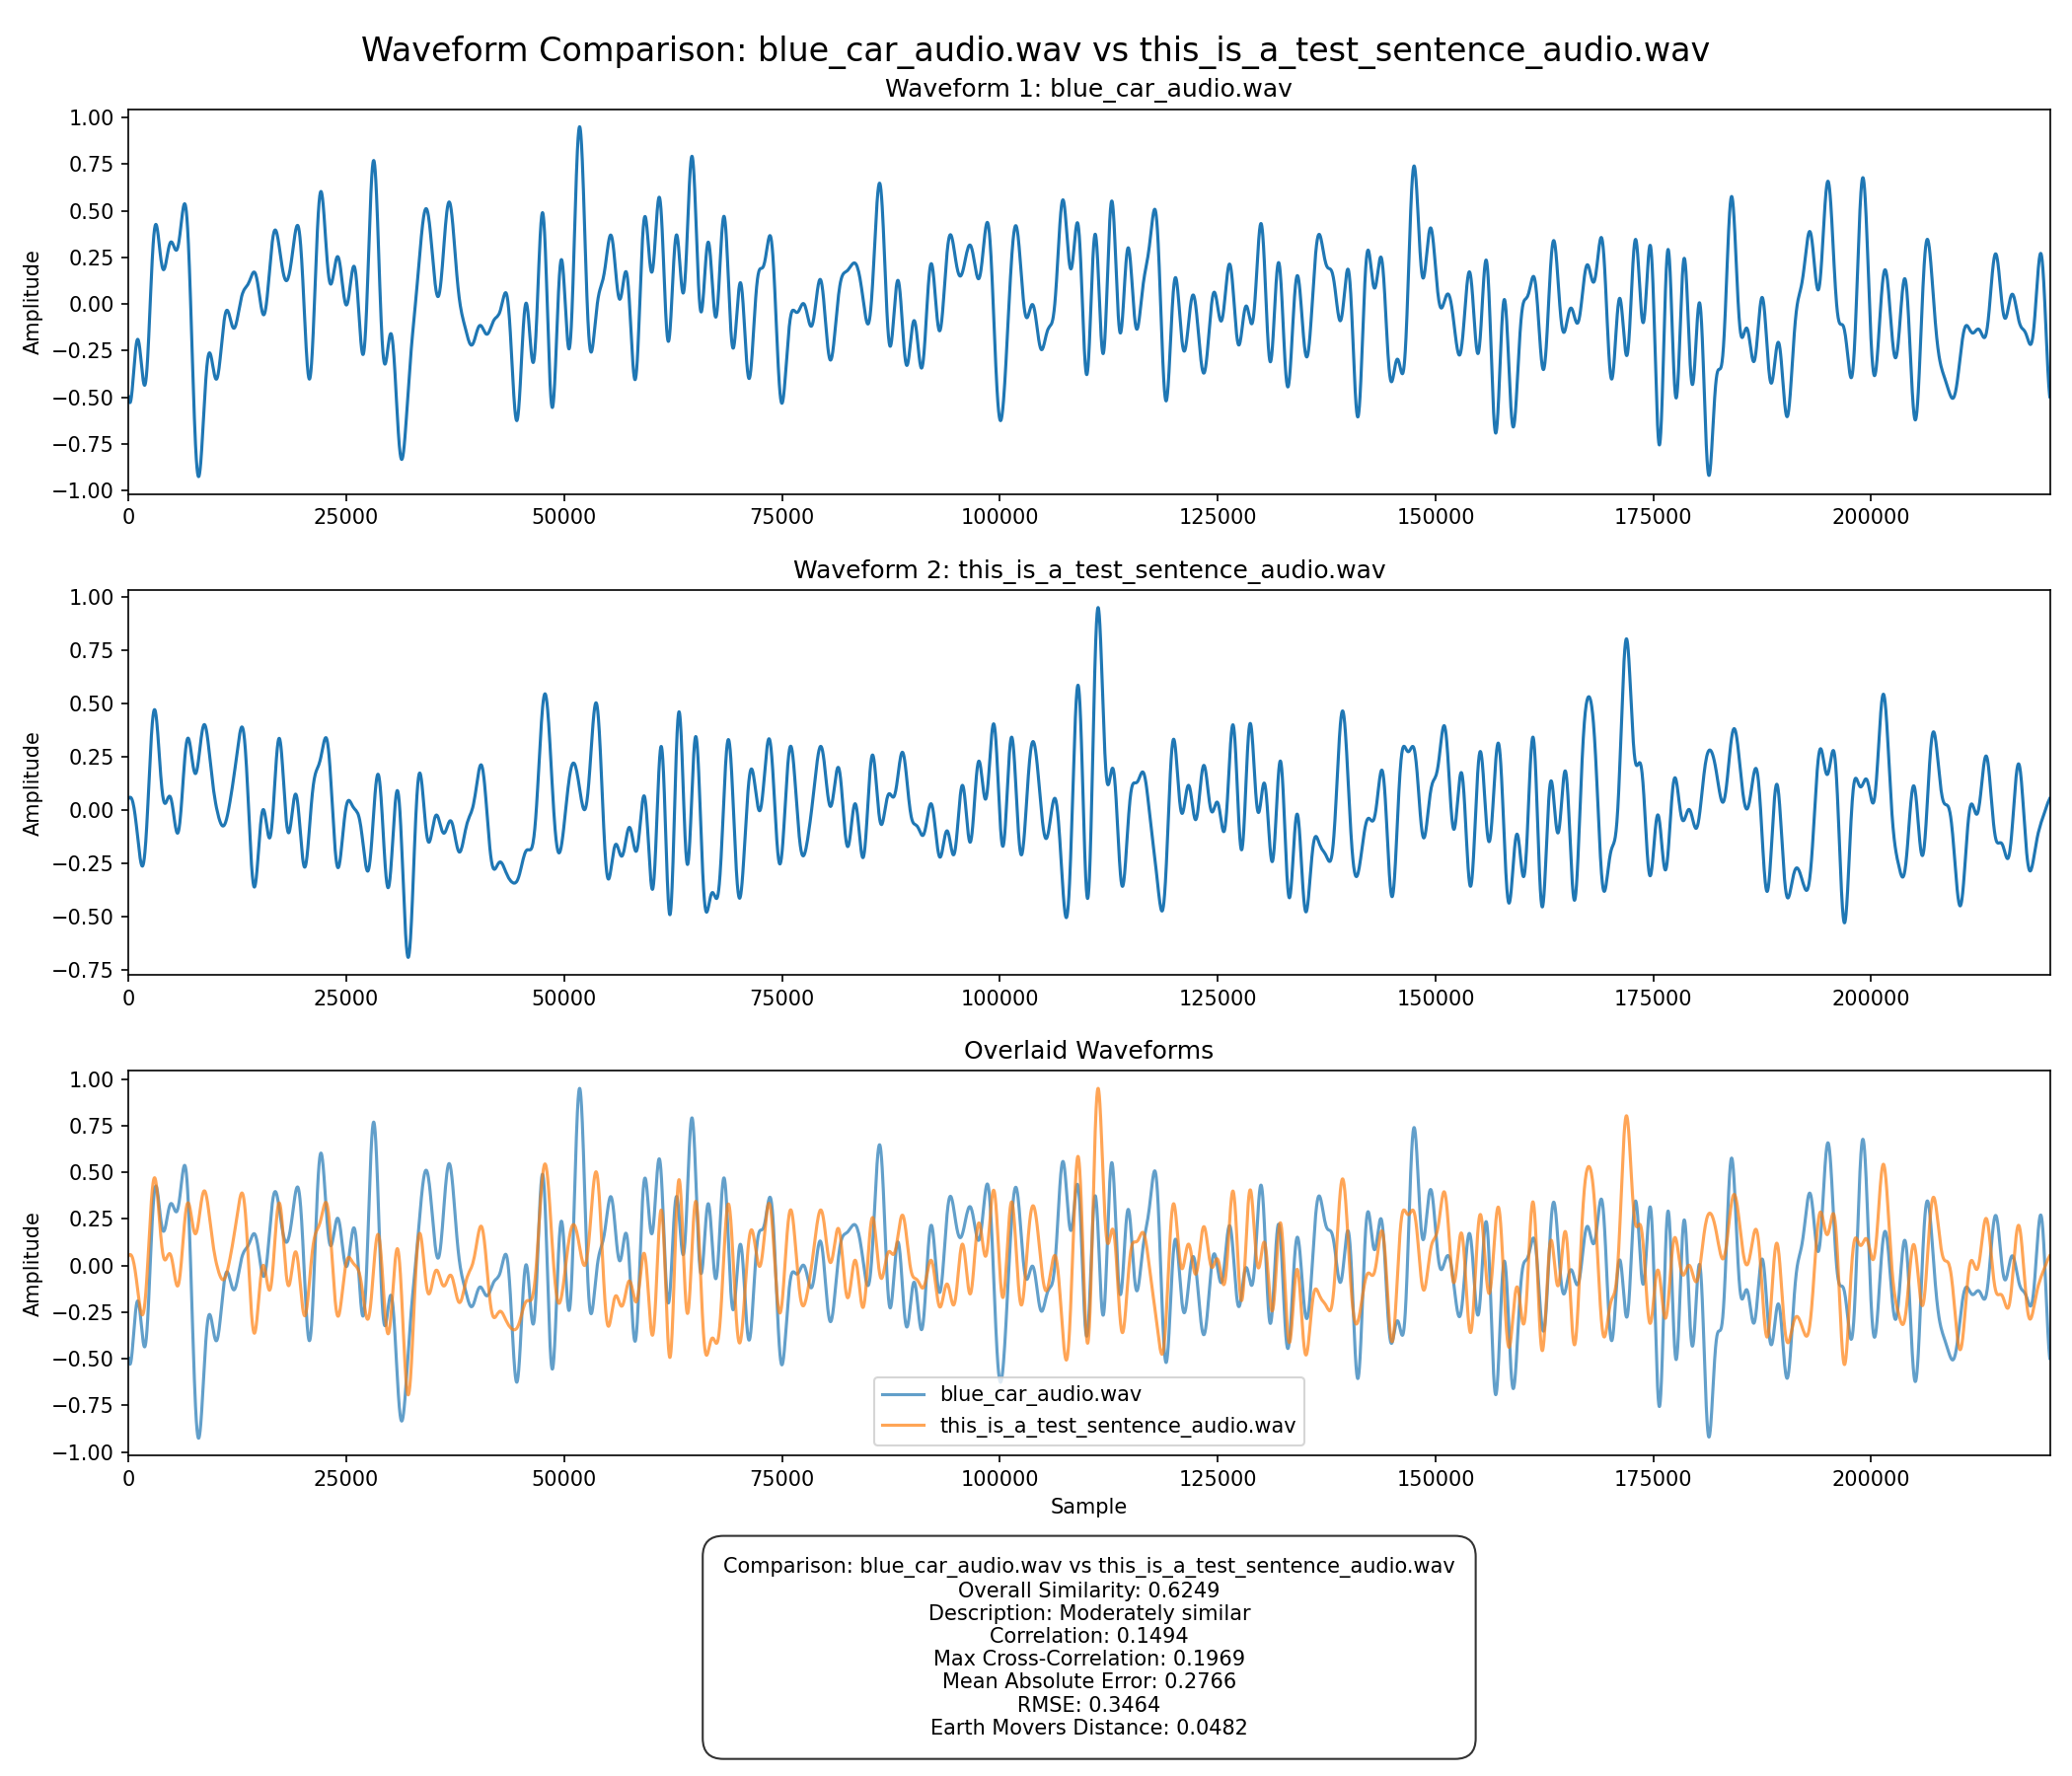 Waveform Comparison: blue_car_audio.wav vs this_is_a_test_sentence_audio.wav
Waveform 1: blue_car_audio.wav
Amplitude
1.00
0.75
0.50
0.25
0.00
−0.25
−0.50
−0.75
−1.00
0 25000 50000 75000 100000 125000 150000 175000 200000
Waveform 2: this_is_a_test_sentence_audio.wav
Amplitude
1.00
0.75
0.50
0.25
0.00
−0.25
−0.50
−0.75
0 25000 50000 75000 100000 125000 150000 175000 200000
Overlaid Waveforms
Amplitude
1.00
0.75
0.50
0.25
0.00
−0.25
−0.50
−0.75
−1.00
blue_car_audio.wav
this_is_a_test_sentence_audio.wav
0 25000 50000 75000 100000 125000 150000 175000 200000
Sample
Comparison: blue_car_audio.wav vs this_is_a_test_sentence_audio.wav
Overall Similarity: 0.6249
Description: Moderately similar
Correlation: 0.1494
Max Cross-Correlation: 0.1969
Mean Absolute Error: 0.2766
RMSE: 0.3464
Earth Movers Distance: 0.0482